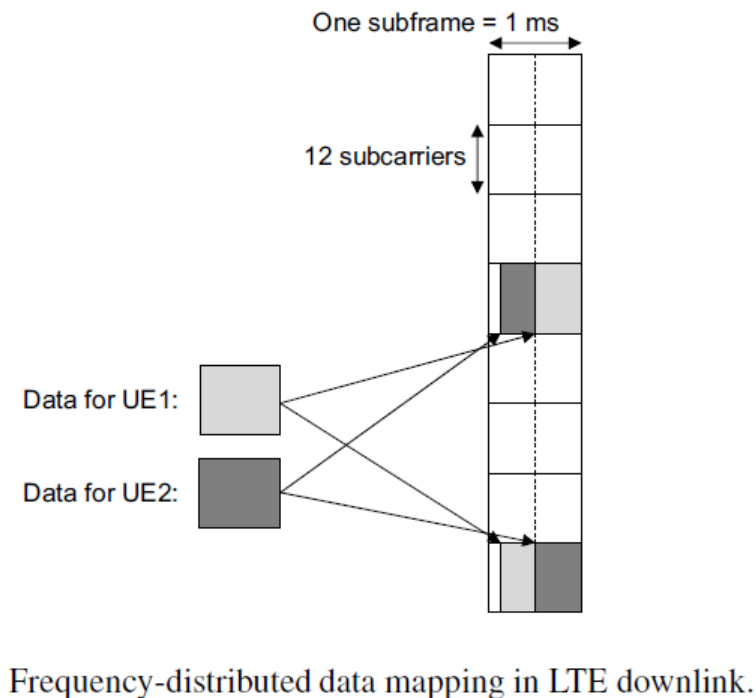 One subframe = 1 ms
12 subcarriers
Data for UE1:
Data for UE2:
Frequency-distributed data mapping in LTE downlink.